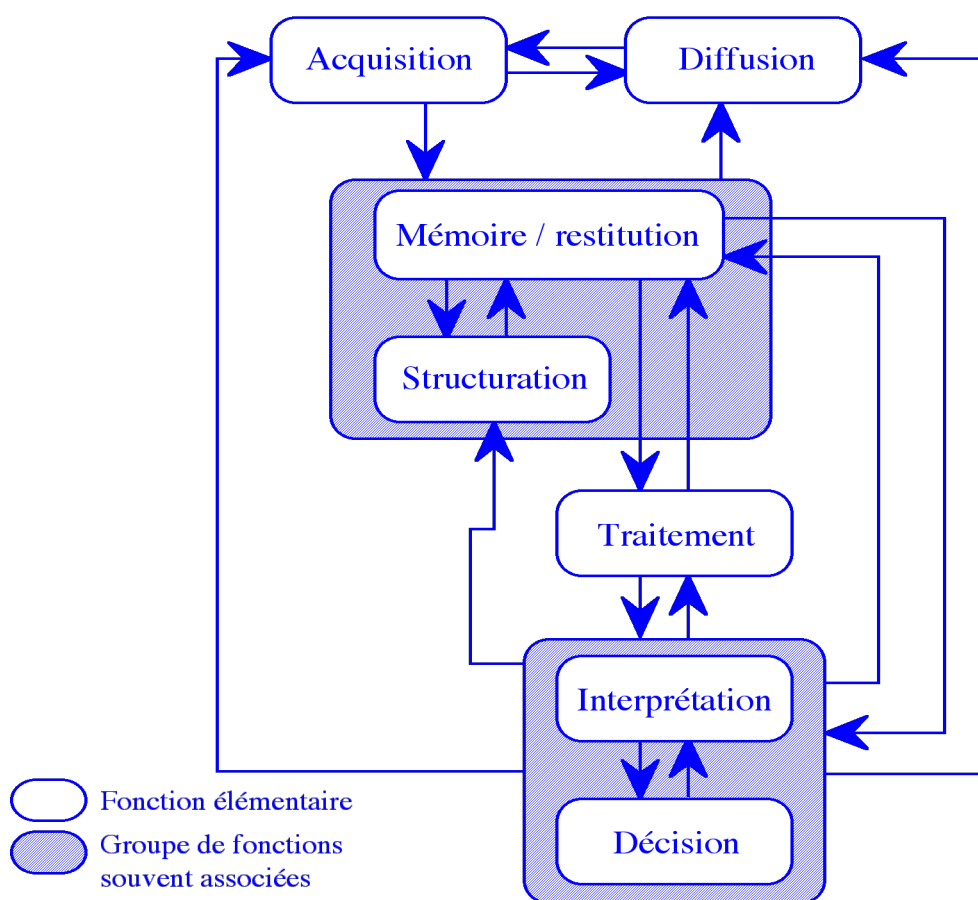 Acquisition
Diffusion
Mémoire / restitution
Structuration
Traitement
Interprétation
Décision
Fonction élémentaire
Groupe de fonctions
souvent associées